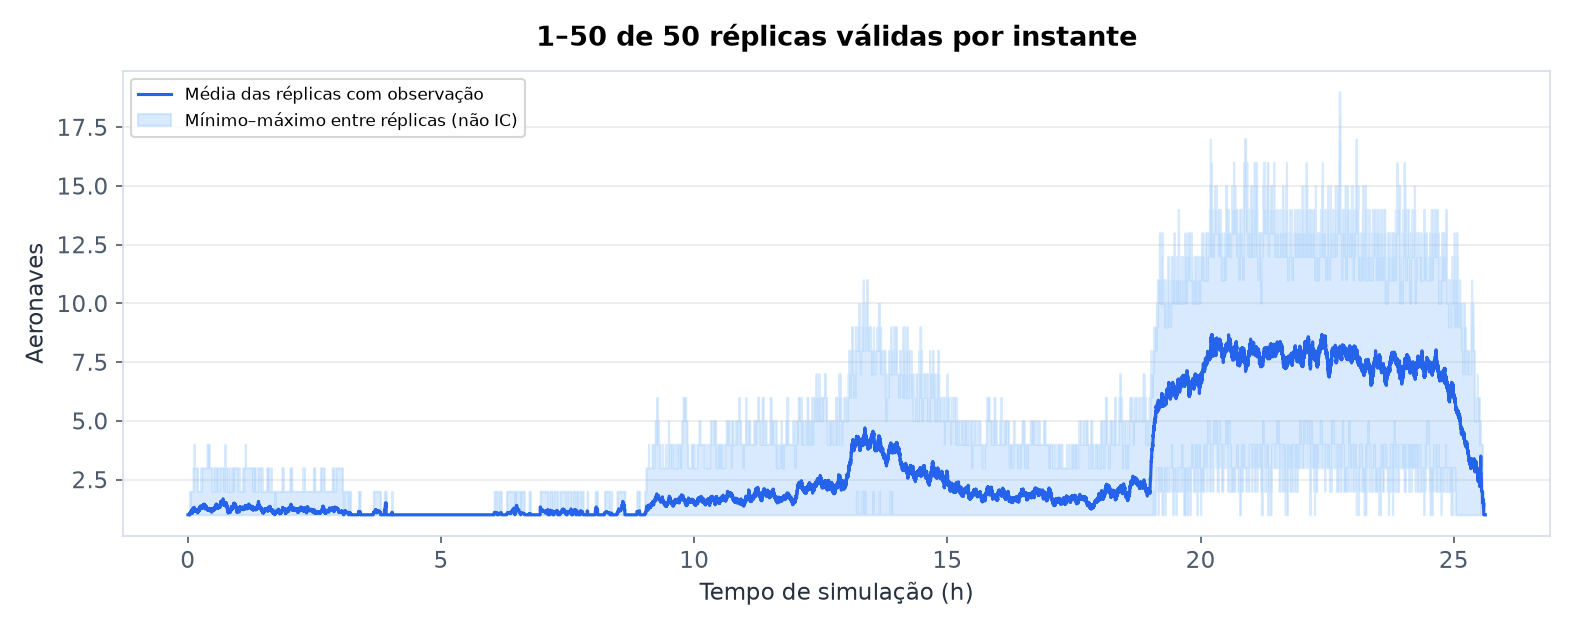 1–50 de 50 réplicas válidas por instante
Média das réplicas com observação
Mínimo–máximo entre réplicas (não IC)
Aeronaves
17.5
15.0
12.5
10.0
7.5
5.0
2.5
0 5 10 15 20 25
Tempo de simulação (h)